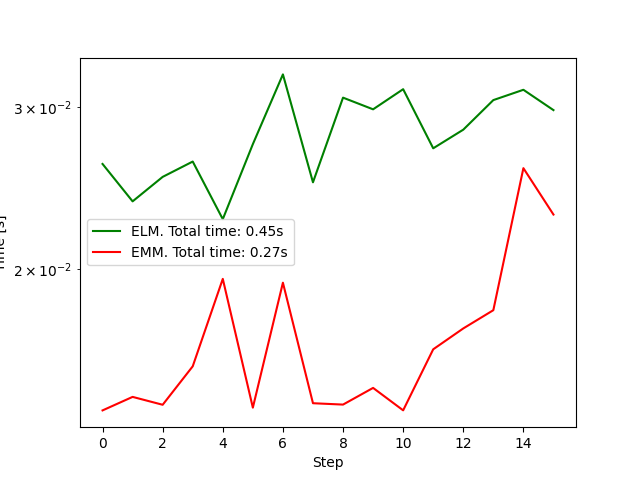 3 × 10⁻²
2 × 10⁻²
Time [s]
ELM. Total time: 0.45s
EMM. Total time: 0.27s
0 2 4 6 8 10 12 14
Step